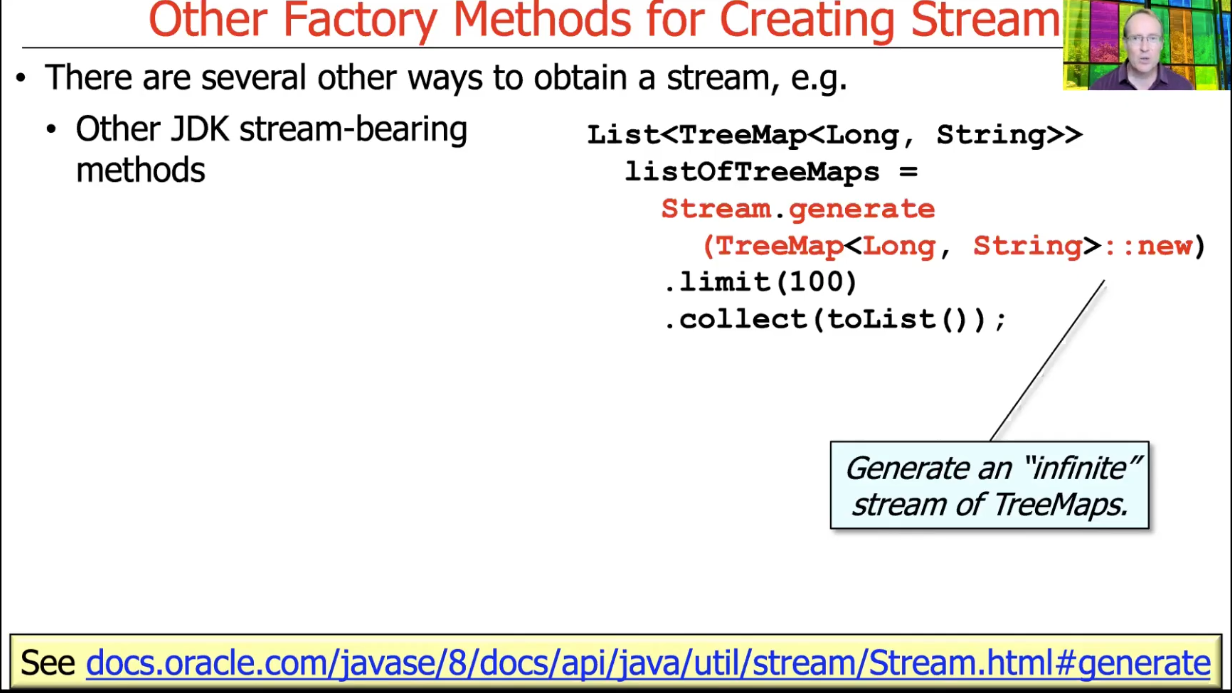 Other Factory Methods for Creating Stream
• There are several other ways to obtain a stream, e.g.
• Other JDK stream-bearing
methods
List<TreeMap<Long, String>>
listOfTreeMaps =
Stream.generate
(TreeMap<Long, String>::new)
.limit(100)
.collect(toList());
Generate an “infinite”
stream of TreeMaps.
See docs.oracle.com/javase/8/docs/api/java/util/stream/Stream.html#generate